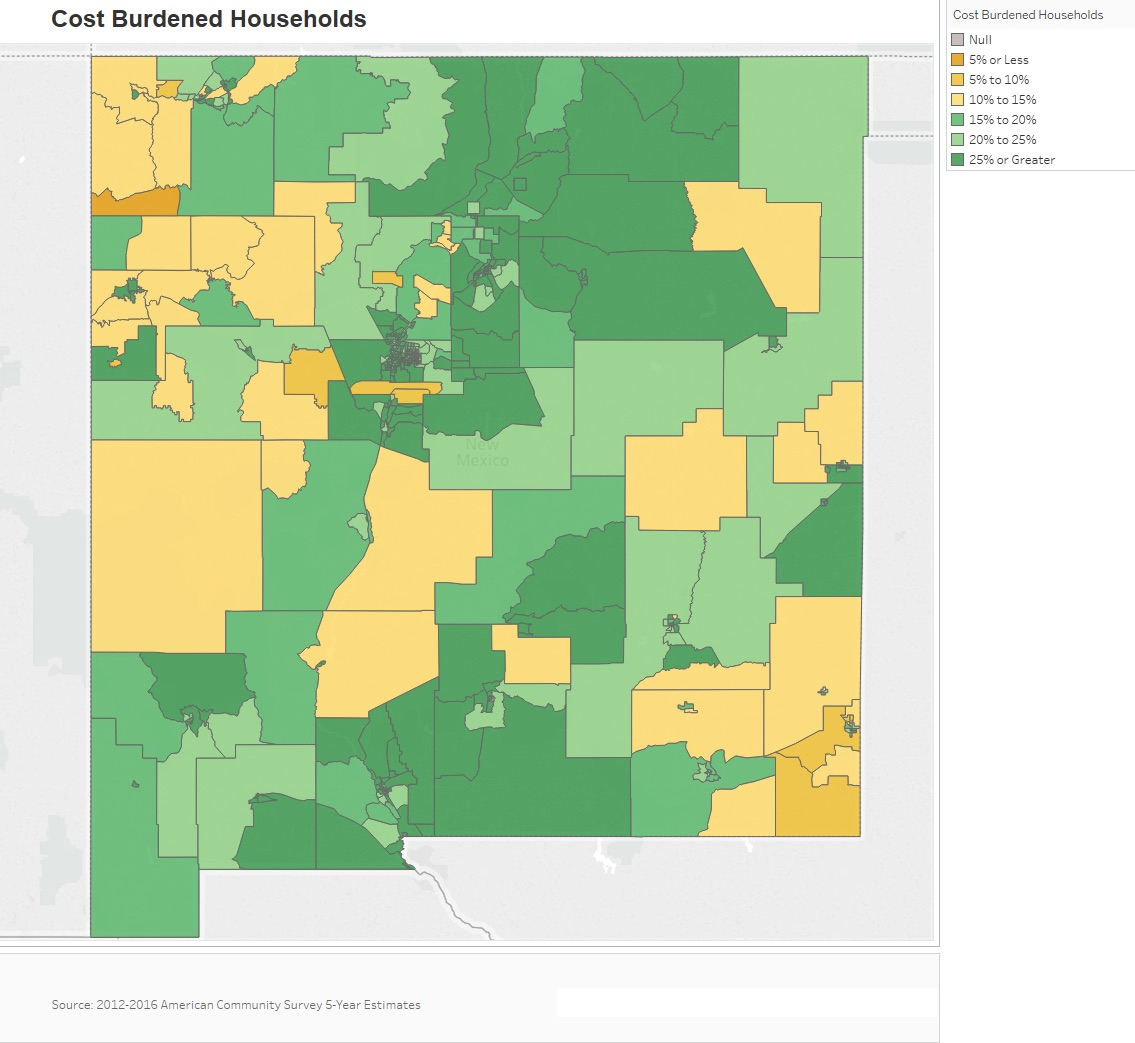 Cost Burdened Households
Cost Burdened Households
Null
5% or Less
5% to 10%
10% to 15%
15% to 20%
20% to 25%
25% or Greater
New
Mexico
Source: 2012-2016 American Community Survey 5-Year Estimates